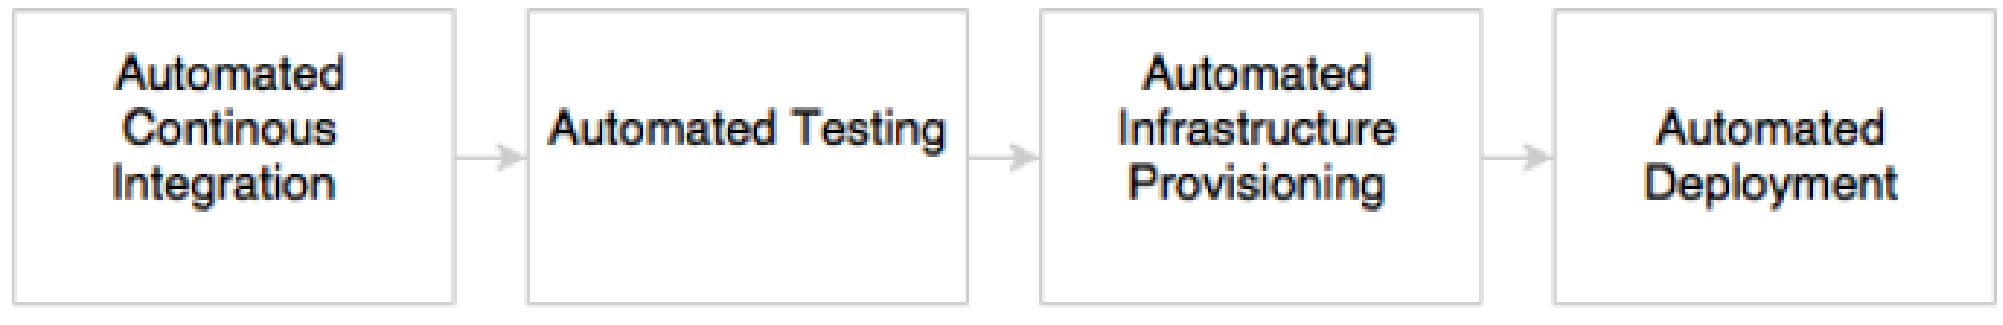 Automated
Continous
Integration
Automated Testing
Automated
Infrastructure
Provisioning
Automated
Deployment